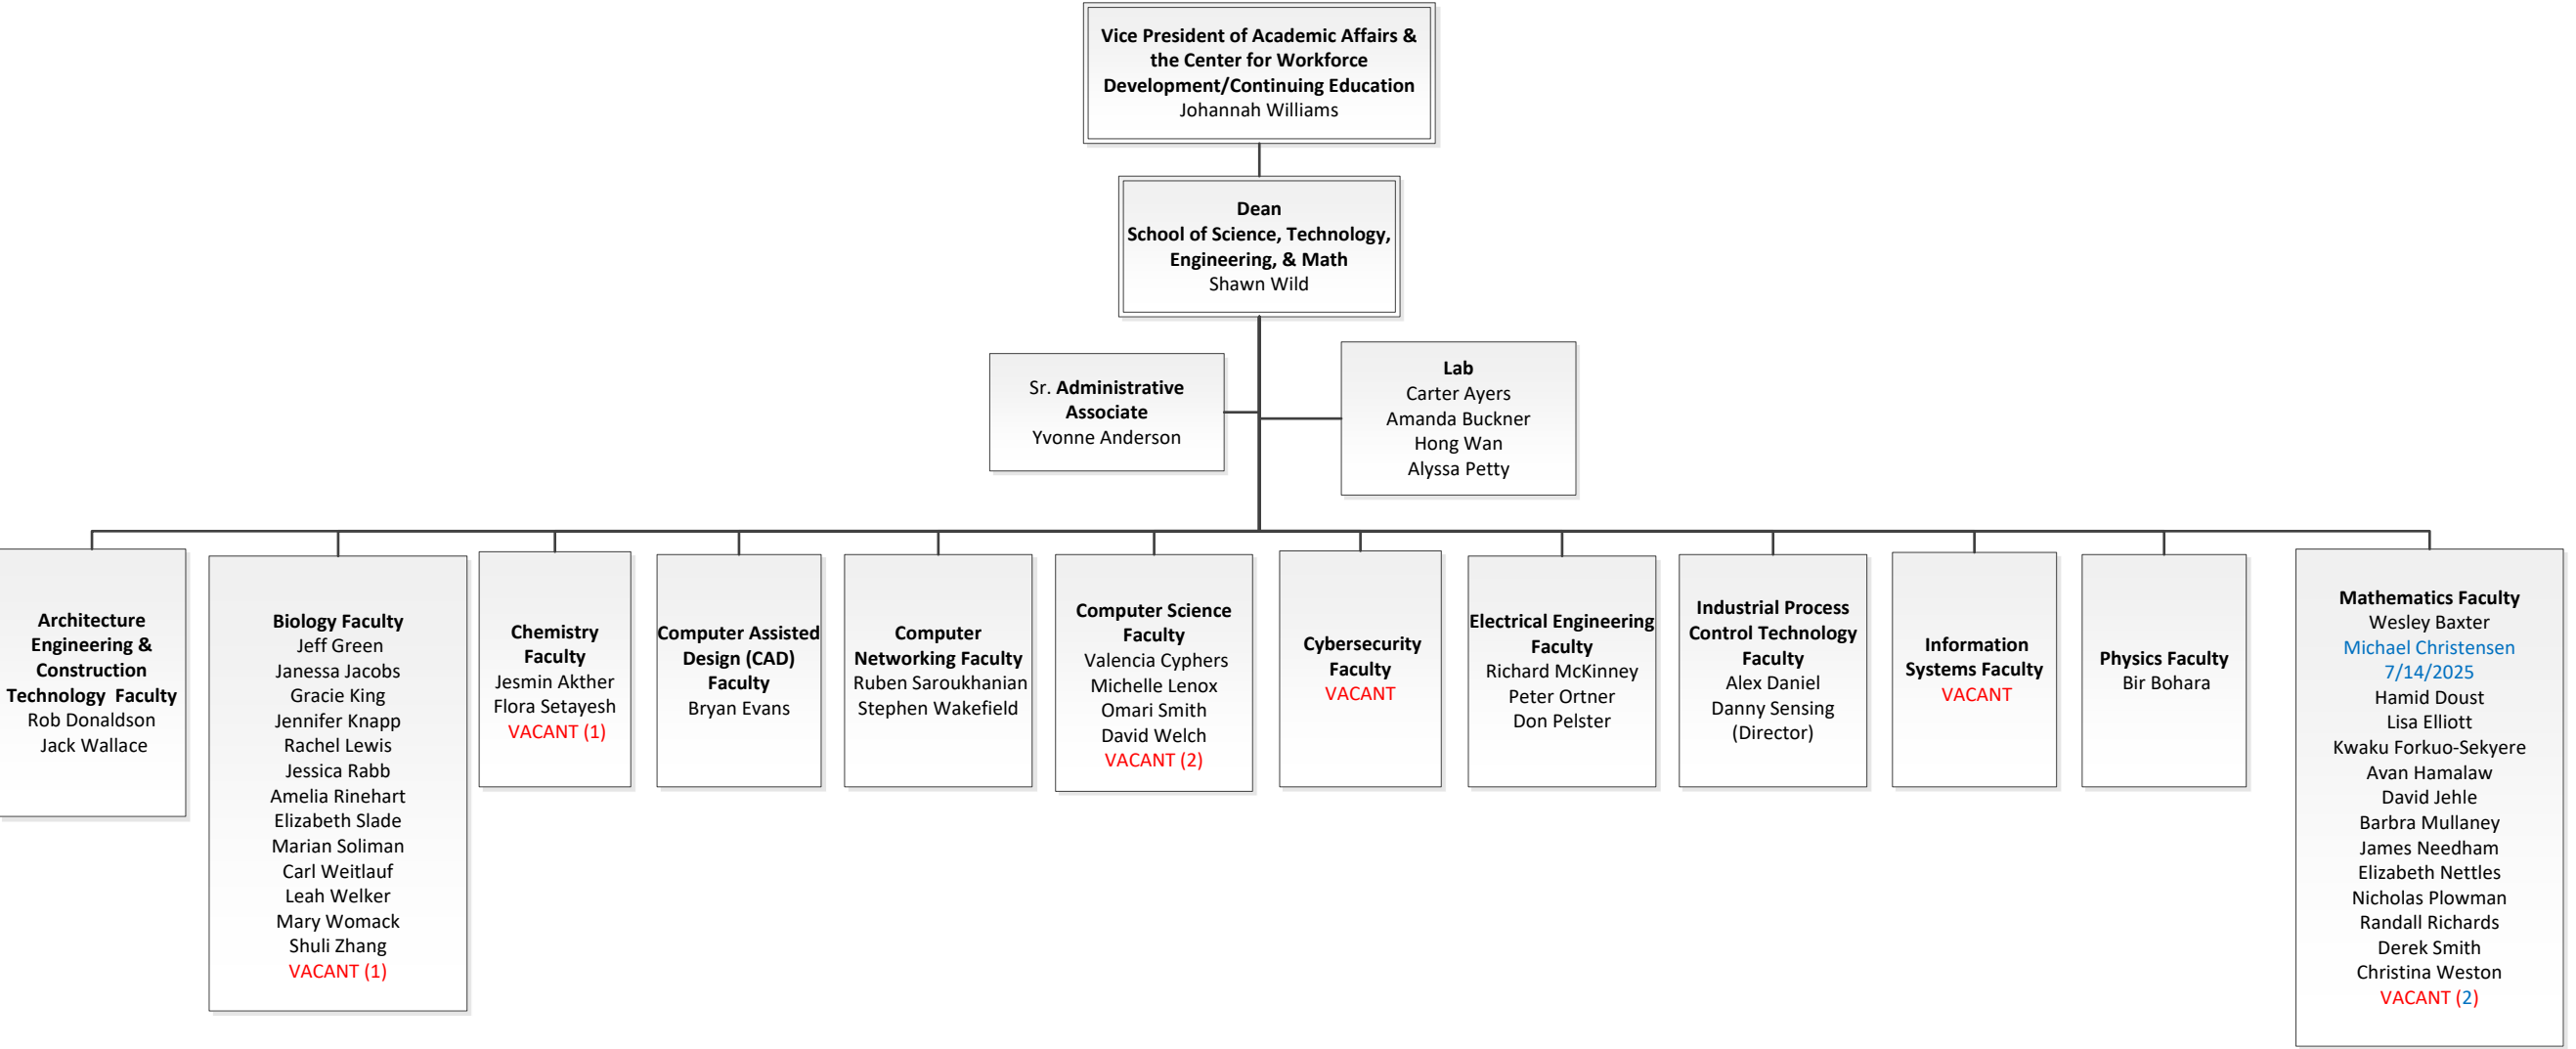 Vice President of Academic Affairs &
the Center for Workforce
Development/Continuing Education
Johannah Williams
Dean
School of Science, Technology,
Engineering, & Math
Shawn Wild
Sr. Administrative
Associate
Yvonne Anderson
Lab
Carter Ayers
Amanda Buckner
Hong Wan
Alyssa Petty
Architecture
Engineering &
Construction
Technology Faculty
Rob Donaldson
Jack Wallace
Biology Faculty
Jeff Green
Janessa Jacobs
Gracie King
Jennifer Knapp
Rachel Lewis
Jessica Rabb
Amelia Rinehart
Elizabeth Slade
Marian Soliman
Carl Weitlauf
Leah Welker
Mary Womack
Shuli Zhang
VACANT (1)
Chemistry
Faculty
Jesmin Akther
Flora Setayesh
VACANT (1)
Computer Assisted
Design (CAD)
Faculty
Bryan Evans
Computer
Networking Faculty
Ruben Saroukhanian
Stephen Wakefield
Computer Science
Faculty
Valencia Cyphers
Michelle Lenox
Omari Smith
David Welch
VACANT (2)
Cybersecurity
Faculty
VACANT
Electrical Engineering
Faculty
Richard McKinney
Peter Ortner
Don Pelster
Industrial Process
Control Technology
Faculty
Alex Daniel
Danny Sensing
(Director)
Information
Systems Faculty
VACANT
Physics Faculty
Bir Bohara
Mathematics Faculty
Wesley Baxter
Michael Christensen
7/14/2025
Hamid Doust
Lisa Elliott
Kwaku Forkuo-Sekyere
Avan Hamalaw
David Jehle
Barbra Mullaney
James Needham
Elizabeth Nettles
Nicholas Plowman
Randall Richards
Derek Smith
Christina Weston
VACANT (2)